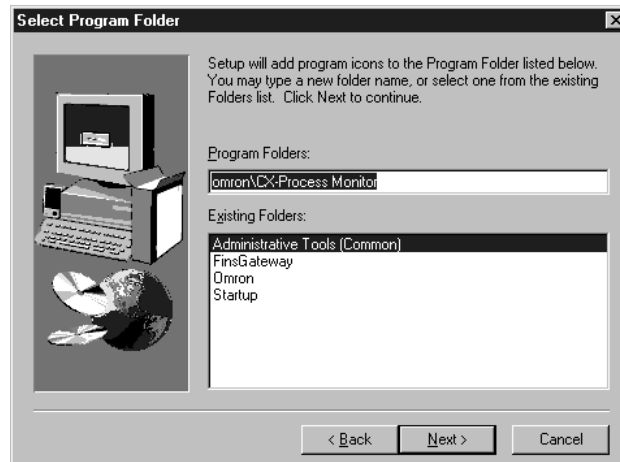 Select Program Folder
Setup will add program icons to the Program Folder listed below.
You may type a new folder name, or select one from the existing
Folders list. Click Next to continue.
Program Folders:
omron\CX-Process Monitor
Existing Folders:
Administrative Tools (Common)
FinsGateway
Omron
Startup
< Back
Next >
Cancel